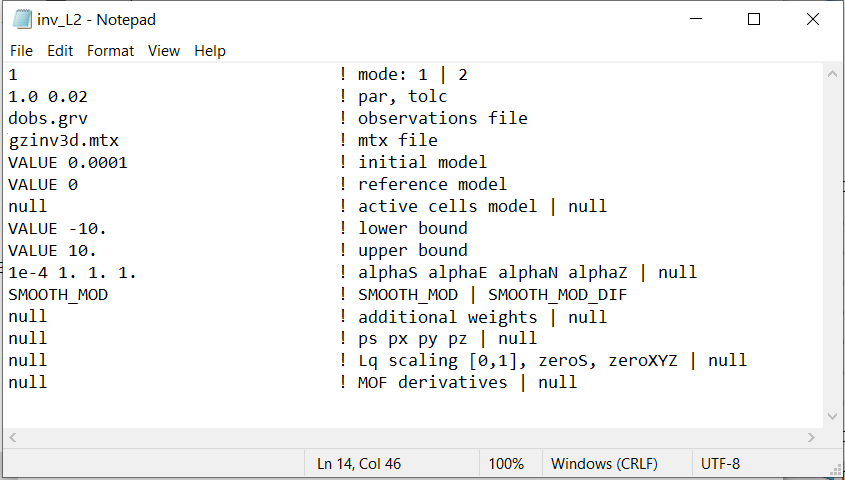 inv_L2 - Notepad
File Edit Format View Help
1 ! mode: 1 | 2
1.0 0.02 ! par, tolc
dobs.grv ! observations file
gzinv3d.mtx ! mtx file
VALUE 0.0001 ! initial model
VALUE 0 ! reference model
null ! active cells model | null
VALUE -10. ! lower bound
VALUE 10. ! upper bound
1e-4 1. 1. 1. ! alphaS alphaE alphaN alphaZ | null
SMOOTH_MOD ! SMOOTH_MOD | SMOOTH_MOD_DIF
null ! additional weights | null
null ! ps px py pz | null
null ! Lq scaling [0,1], zeroS, zeroXYZ | null
null ! MOF derivatives | null
Ln 14, Col 46 100% Windows (CRLF) UTF-8